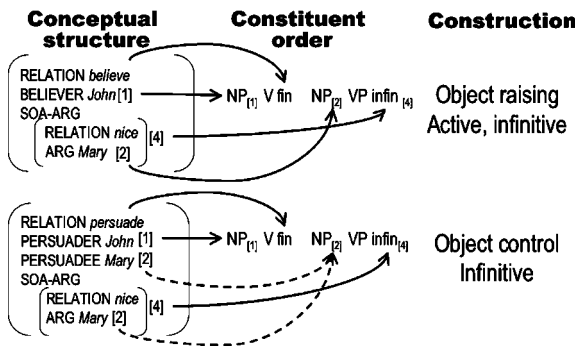 Conceptual structure Constituent order Construction
RELATION believe
BELIEVER John [1] NP[1] V fin NP[2] VP infin [4] Object raising
SOA-ARG Active, infinitive
RELATION nice [4]
ARG Mary [2]
RELATION persuade
PERSUADER John [1] NP[1] V fin NP[2] VP infin[4] Object control
PERSUADEE Mary [2] Infinitive
SOA-ARG
RELATION nice [4]
ARG Mary [2]